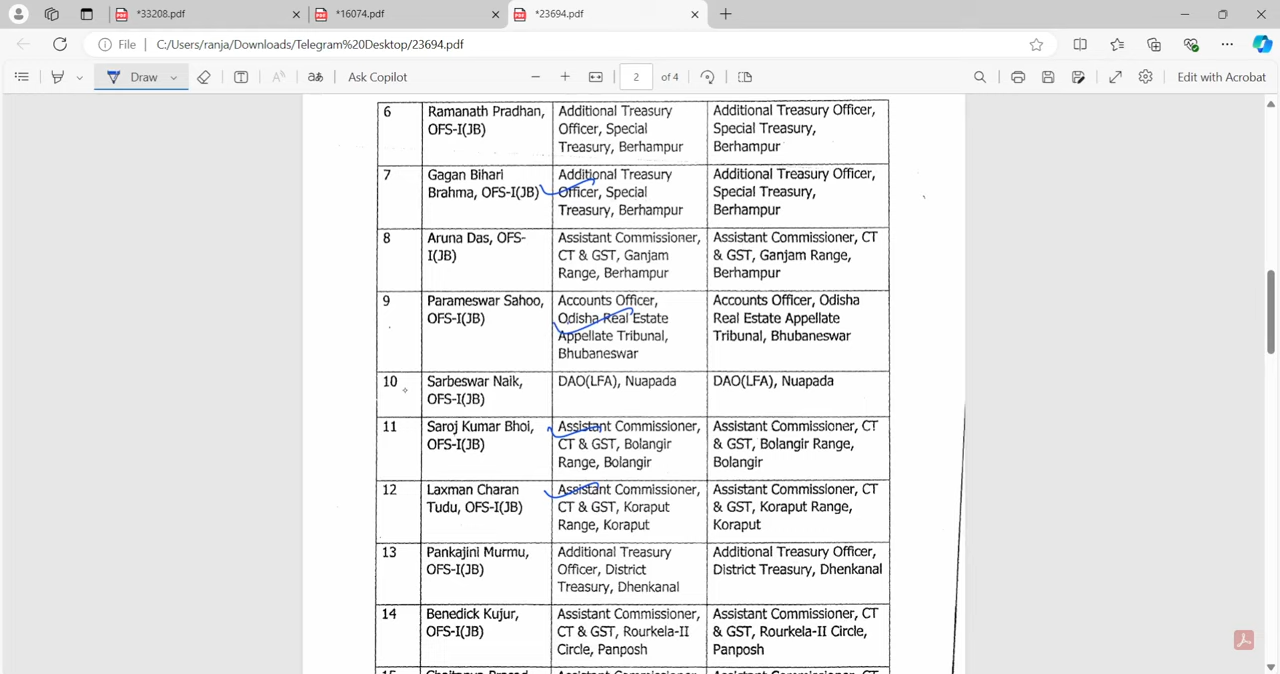 *33208.pdf
*16074.pdf
*23694.pdf
File C:/Users/ranja/Downloads/Telegram%20Desktop/23694.pdf
Draw
Ask Copilot
2 of 4
Edit with Acrobat
6 Ramanath Pradhan, Additional Treasury Additional Treasury Officer,
OFS-I(JB) Officer, Special Special Treasury,
Treasury, Berhampur Berhampur
7 Gagan Bihari Additional Treasury Additional Treasury Officer,
Brahma, OFS-I(JB) Officer, Special Special Treasury,
Treasury, Berhampur Berhampur
8 Aruna Das, OFS- Assistant Commissioner, Assistant Commissioner, CT
I(JB) CT & GST, Ganjam & GST, Ganjam Range,
Range, Berhampur Berhampur
9 Parameswar Sahoo, Accounts Officer, Accounts Officer, Odisha
OFS-I(JB) Odisha Real Estate Real Estate Appellate
Appellate Tribunal, Tribunal, Bhubaneswar
Bhubaneswar
10 Sarbeswar Naik, DAO(LFA), Nuapada DAO(LFA), Nuapada
OFS-I(JB)
11 Saroj Kumar Bhoi, Assistant Commissioner, Assistant Commissioner, CT
OFS-I(JB) CT & GST, Bolangir & GST, Bolangir Range,
Range, Bolangir Bolangir
12 Laxman Charan Assistant Commissioner, Assistant Commissioner, CT
Tudu, OFS-I(JB) CT & GST, Koraput & GST, Koraput Range,
Range, Koraput Koraput
13 Pankajini Murmu, Additional Treasury Additional Treasury Officer,
OFS-I(JB) Officer, District District Treasury, Dhenkanal
Treasury, Dhenkanal
14 Benedick Kujur, Assistant Commissioner, Assistant Commissioner, CT
OFS-I(JB) CT & GST, Rourkela-II & GST, Rourkela-II Circle,
Circle, Panposh Panposh